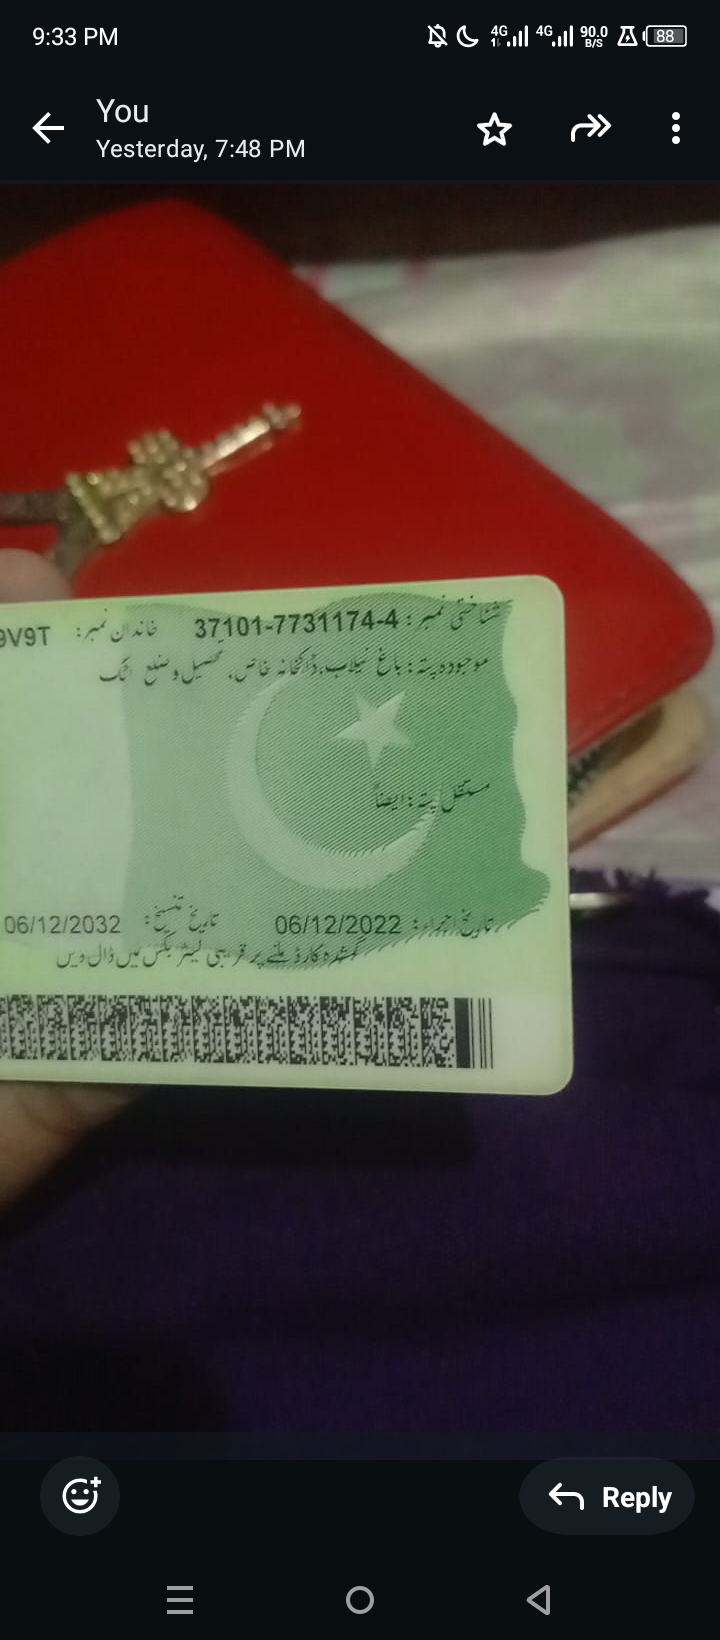 9:33 PM 4G 4G 90.0 B/S 88
You
Yesterday, 7:48 PM
شناختی نمبر: 37101-7731174-4 خاندان نمبر: 9V9T
موجودہ پتہ: باغ نیلاب، ڈاکخانہ خاص، تحصیل و ضلع اٹک
مستقل پتہ: ایضاً
تاریخ اجراء: 06/12/2022 تاریخ تنسیخ: 06/12/2032
گمشدہ کارڈ ملنے پر قریبی لیٹر بکس میں ڈال دیں
Reply